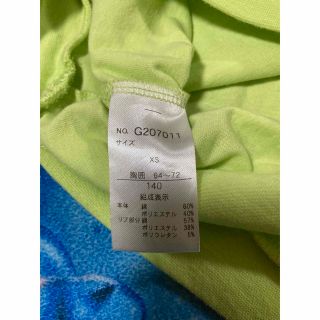 NO. G207011
サイズ
XS
胸囲 64～72
140
組成表示
本体 綿 60%
ポリエステル 40%
リブ部分 綿 57%
ポリエステル 38%
ポリウレタン 5%